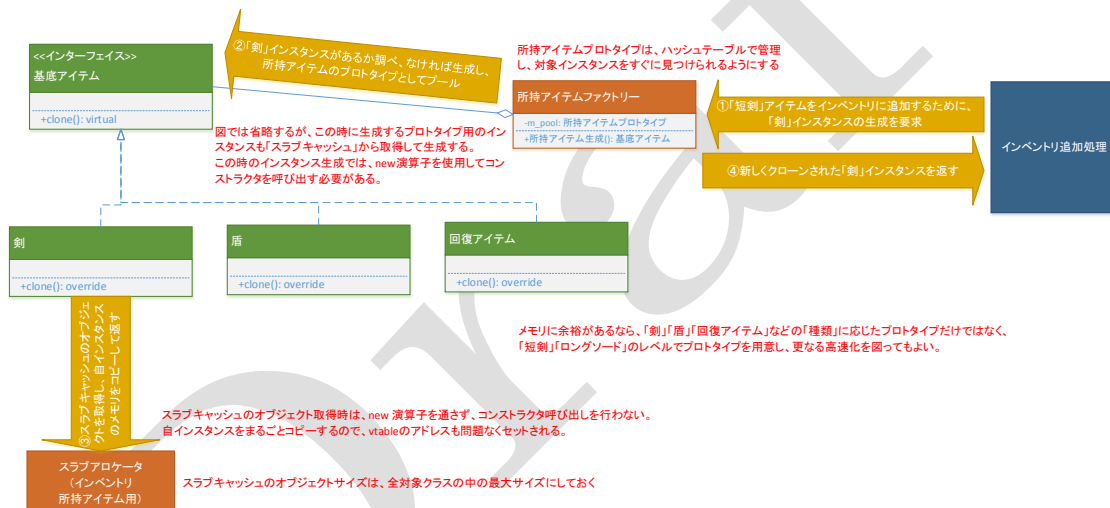 <<インターフェイス>>
基底アイテム
+clone(): virtual
②「剣」インスタンスがあるか調べ、なければ生成し、
所持アイテムのプロトタイプとしてプール
所持アイテムプロトタイプは、ハッシュテーブルで管理
し、対象インスタンスをすぐに見つけられるようにする
所持アイテムファクトリー
-m_pool: 所持アイテムプロトタイプ
+所持アイテム生成(): 基底アイテム
①「短剣」アイテムをインベントリに追加するために、
「剣」インスタンスの生成を要求
④新しくクローンされた「剣」インスタンスを返す
インベントリ追加処理
図では省略するが、この時に生成するプロトタイプ用のイン
スタンスも「スラブキャッシュ」から取得して生成する。
この時のインスタンス生成では、new演算子を使用してコン
ストラクタを呼び出す必要がある。
剣
+clone(): override
盾
+clone(): override
回復アイテム
+clone(): override
③スラブキャッシュのオブジェ
クトを取得し、自インスタンス
のメモリをコピーして返す
メモリに余裕があるなら、「剣」「盾」「回復アイテム」などの「種類」に応じたプロトタイプだけではなく、
「短剣」「ロングソード」のレベルでプロトタイプを用意し、更なる高速化を図ってもよい。
スラブキャッシュのオブジェクト取得時は、new 演算子を通さず、コンストラクタ呼び出しを行わない。
自インスタンスをまるごとコピーするので、vtableのアドレスも問題なくセットされる。
スラブアロケータ
(インベントリ
所持アイテム用)
スラブキャッシュのオブジェクトサイズは、全対象クラスの中の最大サイズにしておく